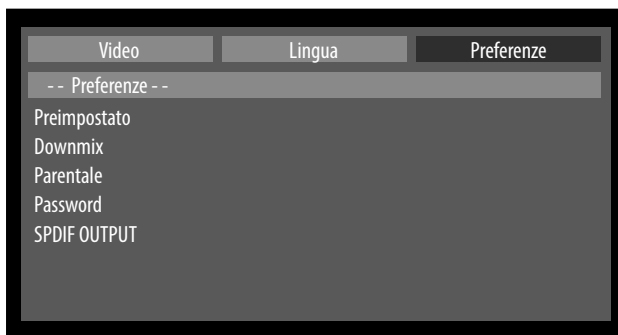 Video Lingua Preferenze
- - Preferenze - -
Preimpostato
Downmix
Parentale
Password
SPDIF OUTPUT